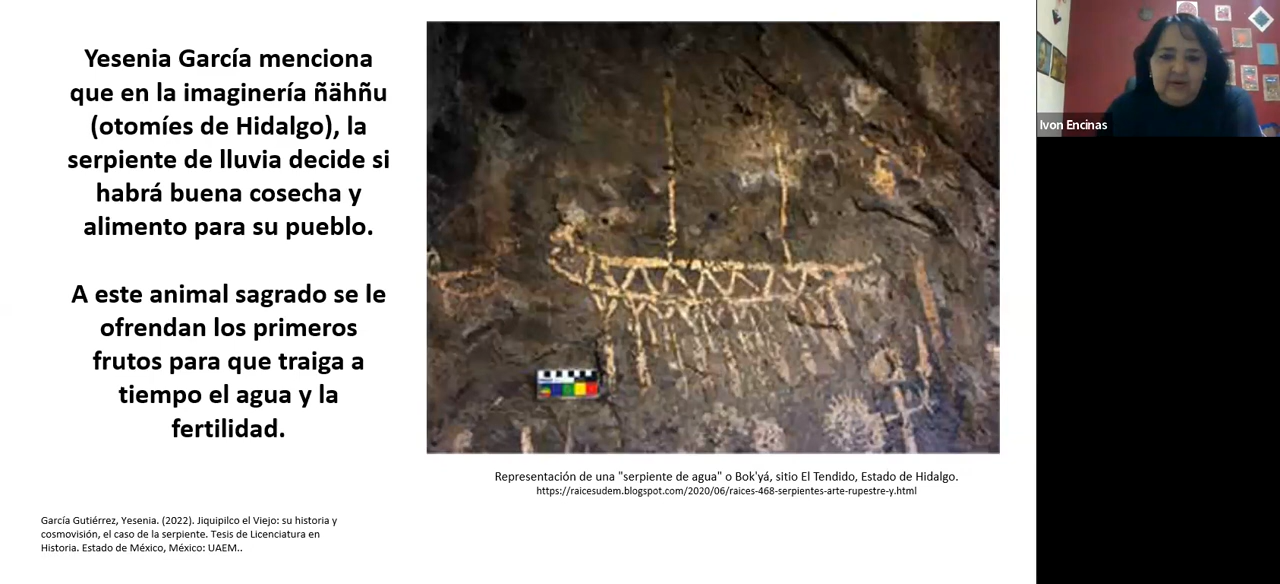 Yesenia García menciona
que en la imaginería ñähñu
(otomíes de Hidalgo), la
serpiente de lluvia decide si
habrá buena cosecha y
alimento para su pueblo.
A este animal sagrado se le
ofrendan los primeros
frutos para que traiga a
tiempo el agua y la
fertilidad.
García Gutiérrez, Yesenia. (2022). Jiquipilco el Viejo: su historia y
cosmovisión, el caso de la serpiente. Tesis de Licenciatura en
Historia. Estado de México, México: UAEM..
Representación de una "serpiente de agua" o Bok'yá, sitio El Tendido, Estado de Hidalgo.
https://raicesudem.blogspot.com/2020/06/raices-468-serpientes-arte-rupestre-y.html
Ivon Encinas